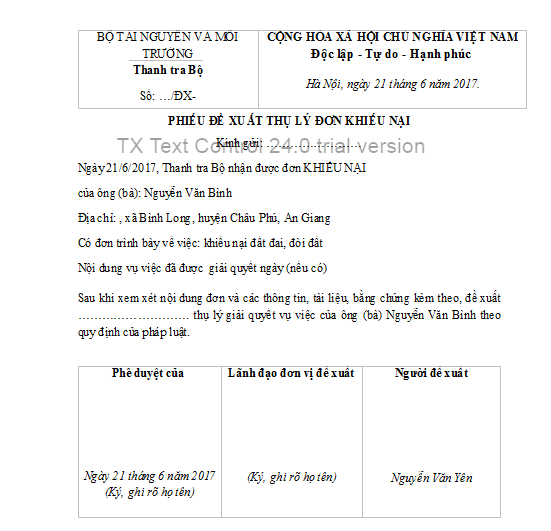 BỘ TÀI NGUYÊN VÀ MÔI
TRƯỜNG
Thanh tra Bộ
Số: .../ĐX-
CỘNG HÒA XÃ HỘI CHỦ NGHĨA VIỆT NAM
Độc lập - Tự do - Hạnh phúc
Hà Nội, ngày 21 tháng 6 năm 2017.
PHIẾU ĐỀ XUẤT THỤ LÝ ĐƠN KHIẾU NẠI
TX Text Control 24.0 trial version
Kính gửi: ..............................
Ngày 21/6/2017, Thanh tra Bộ nhận được đơn KHIẾU NẠI
của ông (bà): Nguyễn Văn Bình
Địa chỉ: , xã Bình Long, huyện Châu Phú, An Giang
Có đơn trình bày về việc: khiếu nại đất đai, đòi đất
Nội dung vụ việc đã được giải quyết ngày (nếu có)
Sau khi xem xét nội dung đơn và các thông tin, tài liệu, bằng chứng kèm theo, đề xuất
.............................. thụ lý giải quyết vụ việc của ông (bà) Nguyễn Văn Bình theo
quy định của pháp luật.
Phê duyệt của
Ngày 21 tháng 6 năm 2017
(Ký, ghi rõ họ tên)
Lãnh đạo đơn vị đề xuất
(Ký, ghi rõ họ tên)
Người đề xuất
Nguyễn Văn Yên